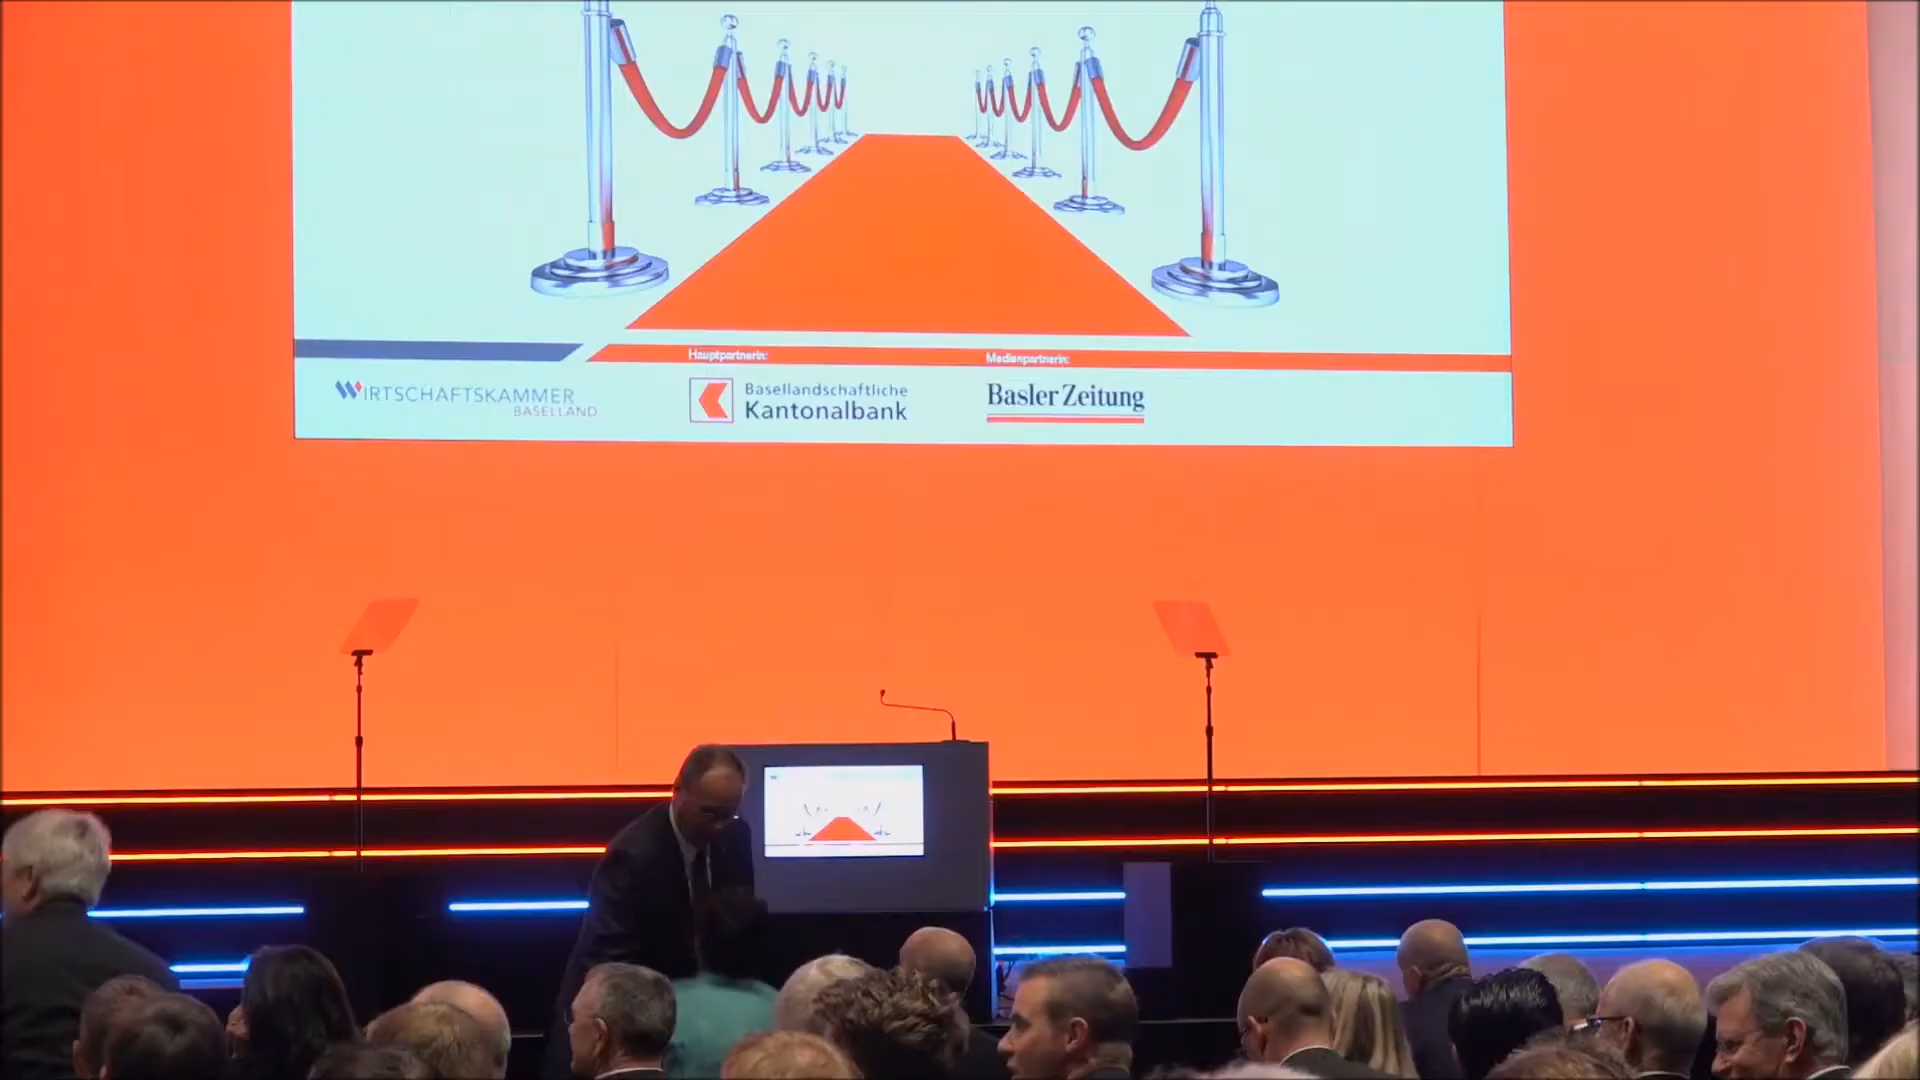 Hauptpartnerin:
Medienpartnerin:
WIRTSCHAFTSKAMMER
BASELLAND
Basellandschaftliche
Kantonalbank
Basler Zeitung